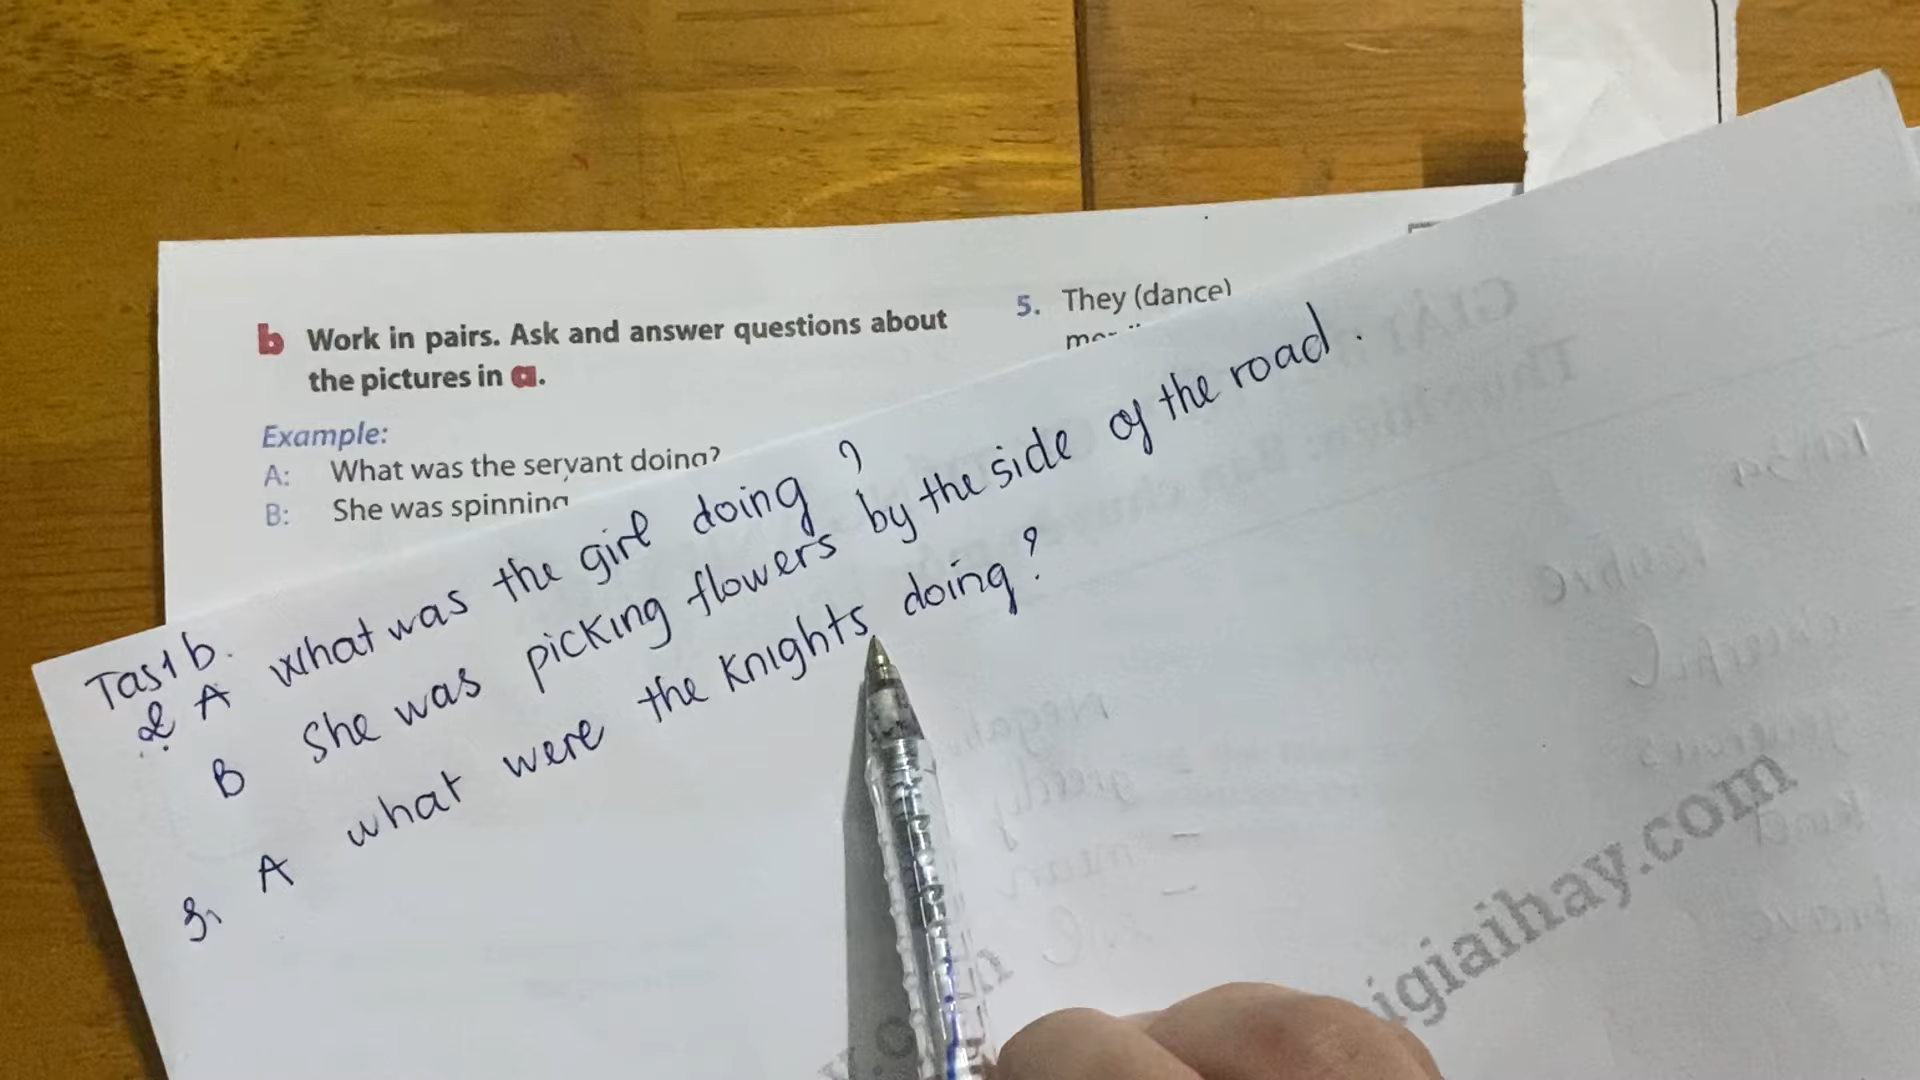 b Work in pairs. Ask and answer questions about
the pictures in a.
Example:
A: What was the servant doing?
B: She was spinning
5. They (dance)
Task b.
2. A What was the girl doing?
B She was picking flowers by the side of the road.
3, A what were the knights doing?
igiaihay.com